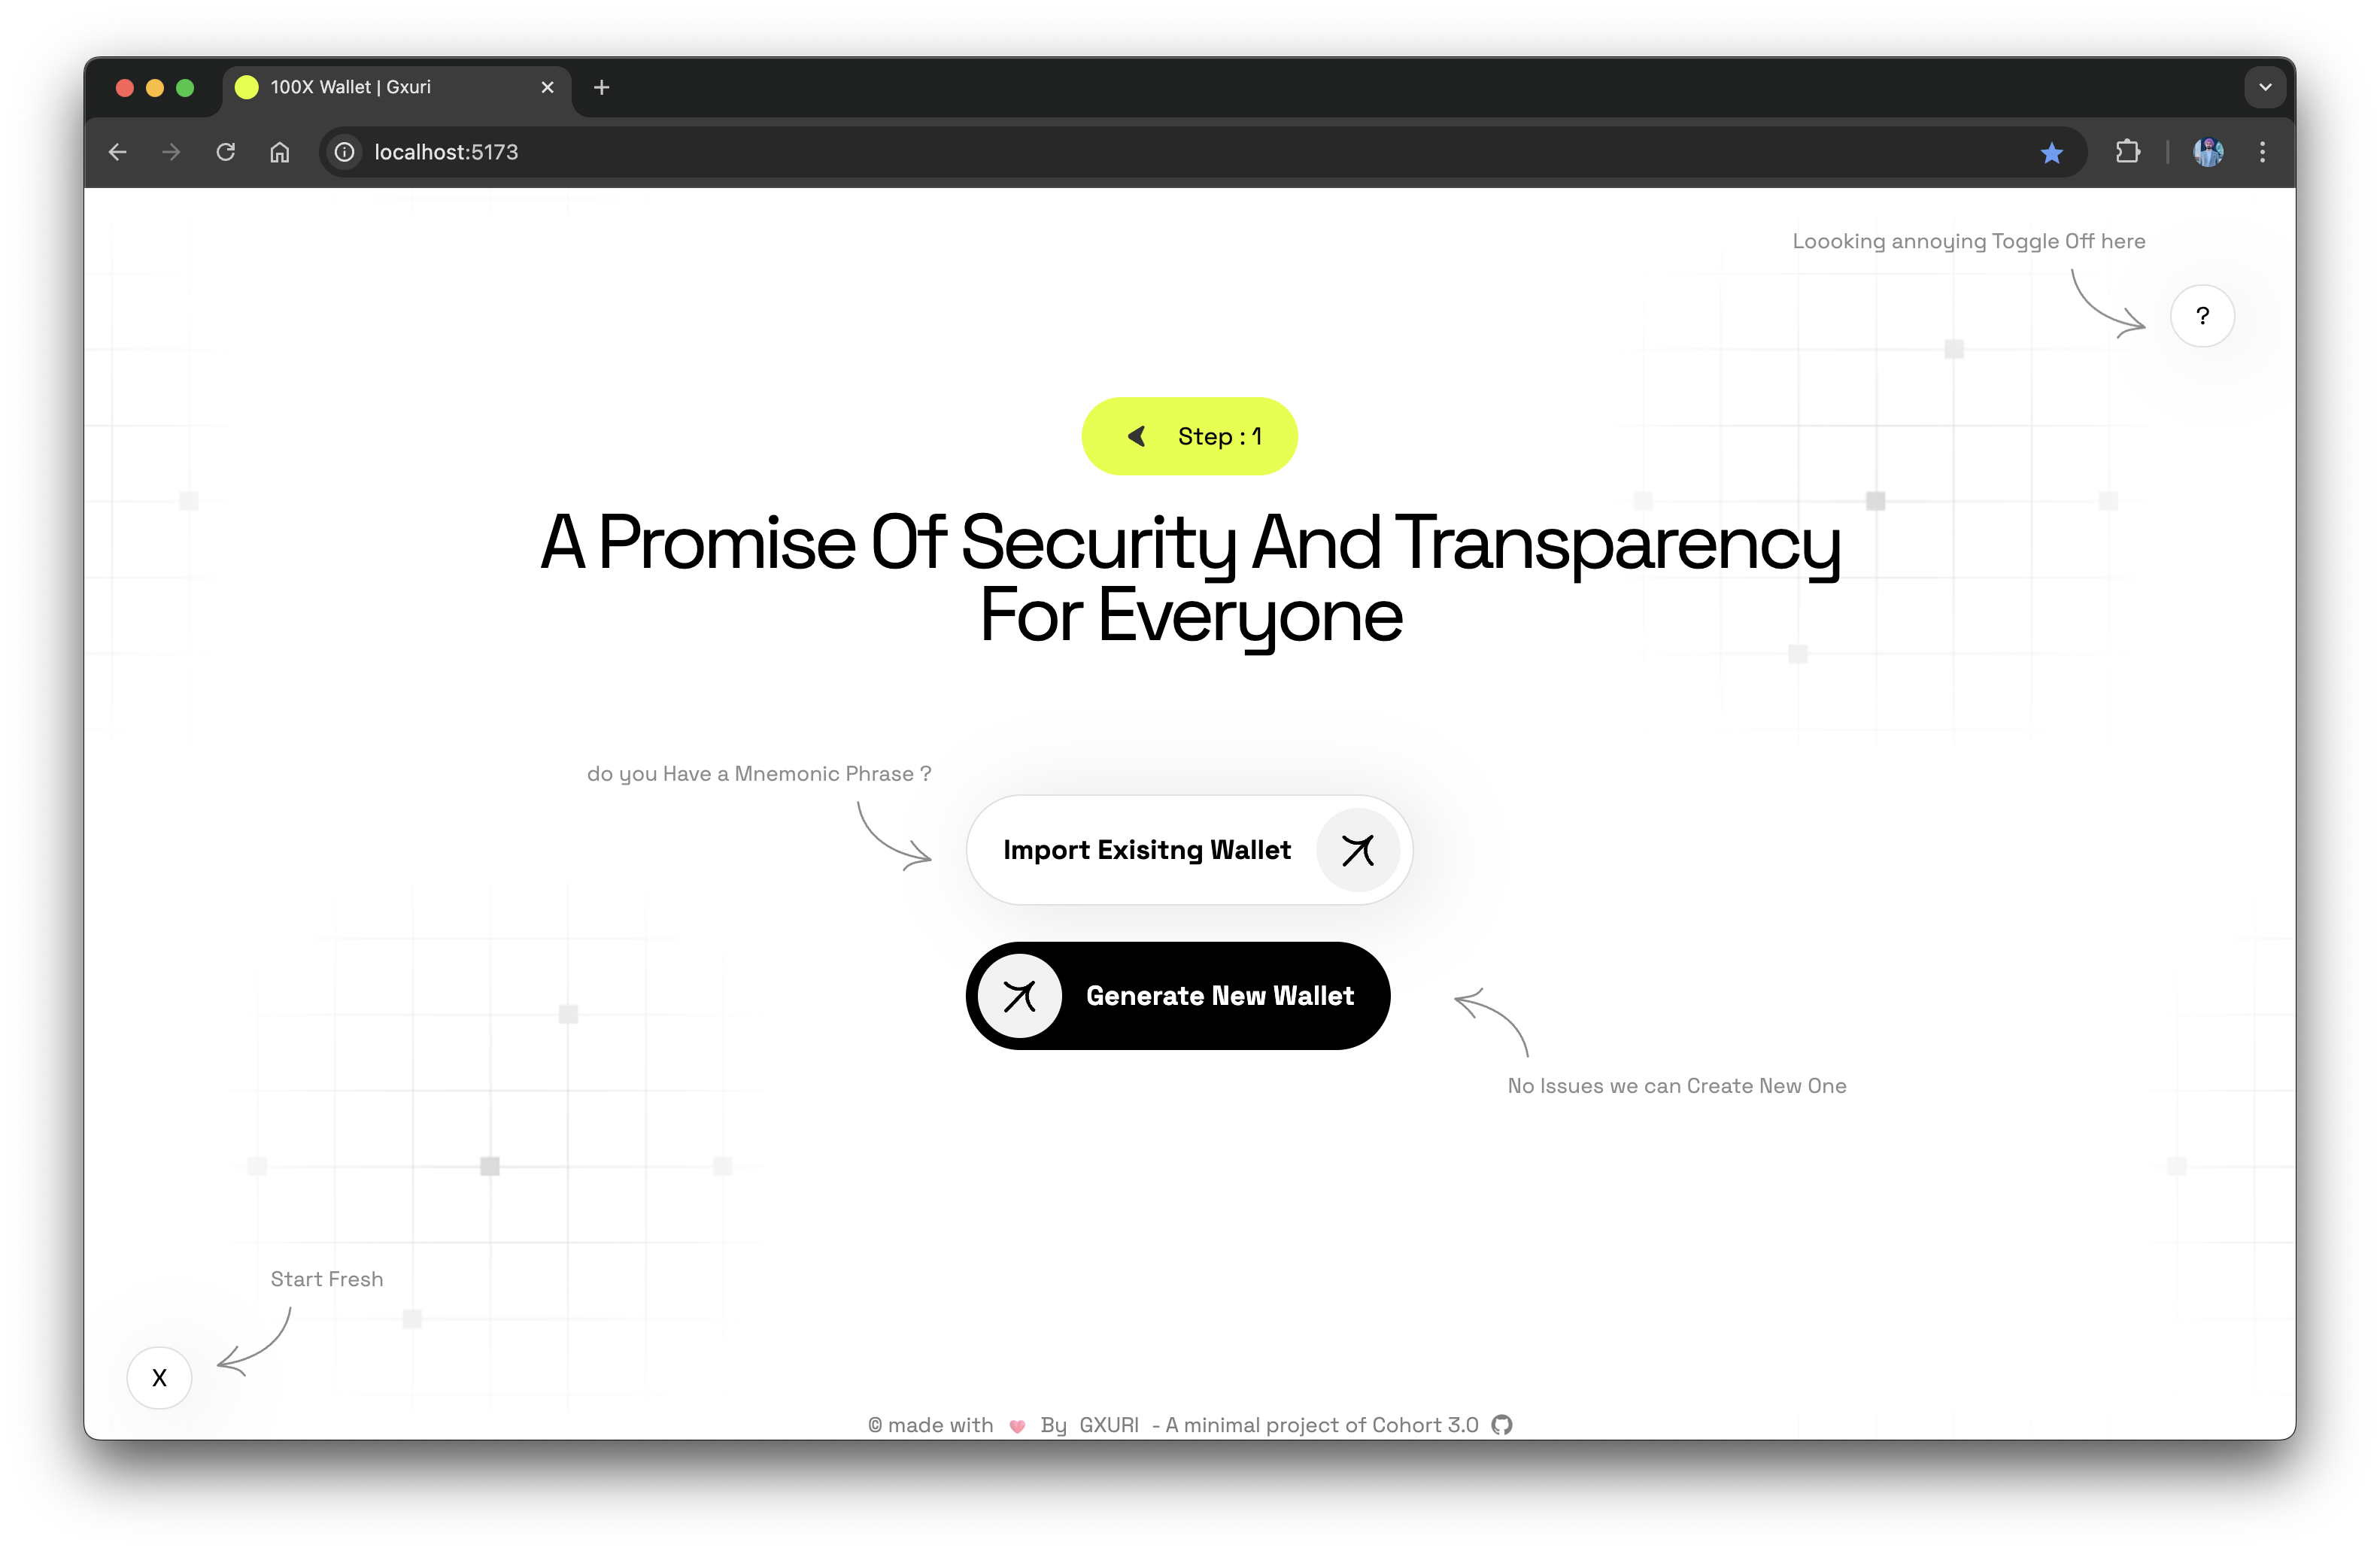 100X Wallet | Gxuri
localhost:5173
Loooking annoying Toggle Off here
?
Step : 1
A Promise Of Security And Transparency
For Everyone
do you Have a Mnemonic Phrase ?
Import Exisitng Wallet
Generate New Wallet
No Issues we can Create New One
Start Fresh
X
© made with By GXURI - A minimal project of Cohort 3.0